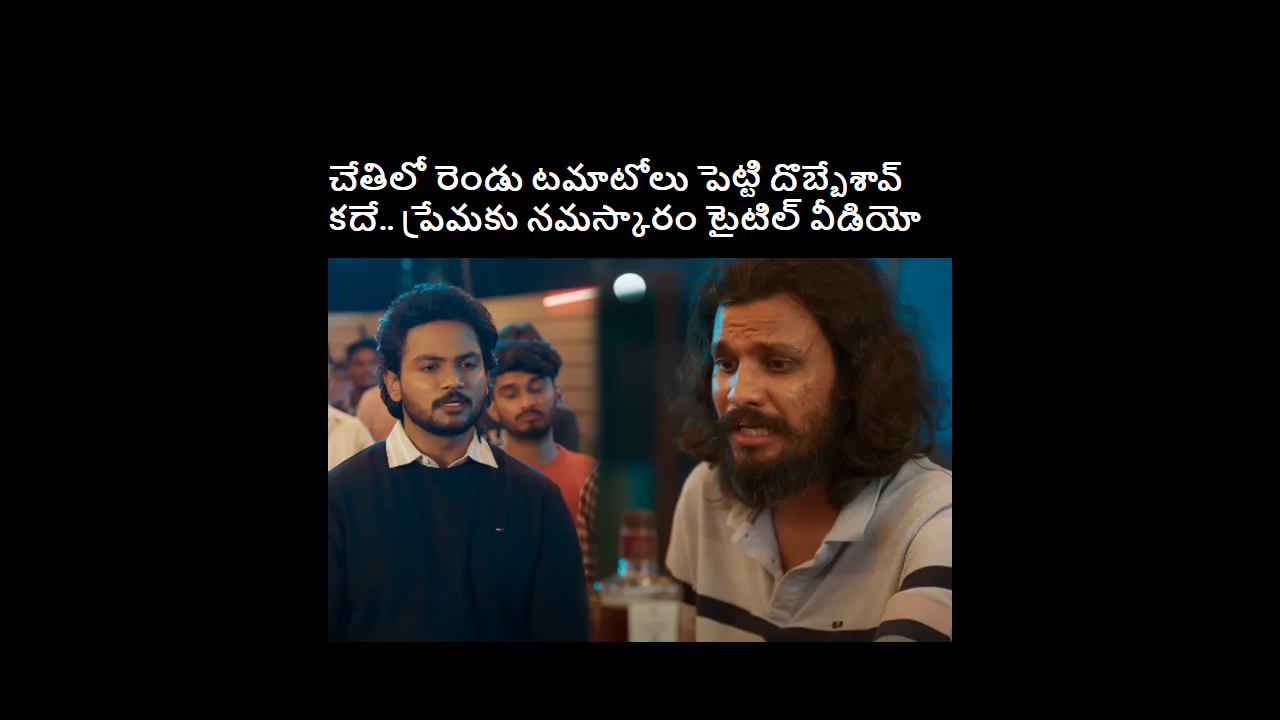 చేతిలో రెండు టమాటోలు పెట్టి దొబ్బేశావ్
కదే.. ప్రేమకు నమస్కారం టైటిల్ వీడియో